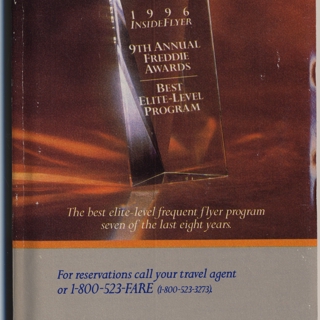 1996
INSIDEFLYER
9TH ANNUAL
FREDDIE
AWARDS
BEST
ELITE-LEVEL
PROGRAM
The best elite-level frequent flyer program
seven of the last eight years.
For reservations call your travel agent
or 1-800-523-FARE (1-800-523-3273).